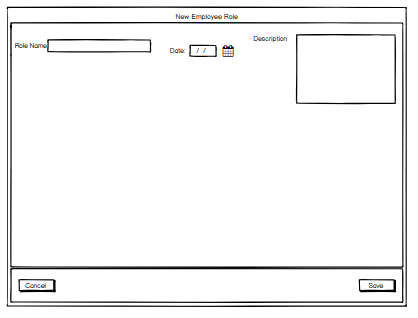 New Employee Role
Role Name
Date: / /
Description
Cancel
Save